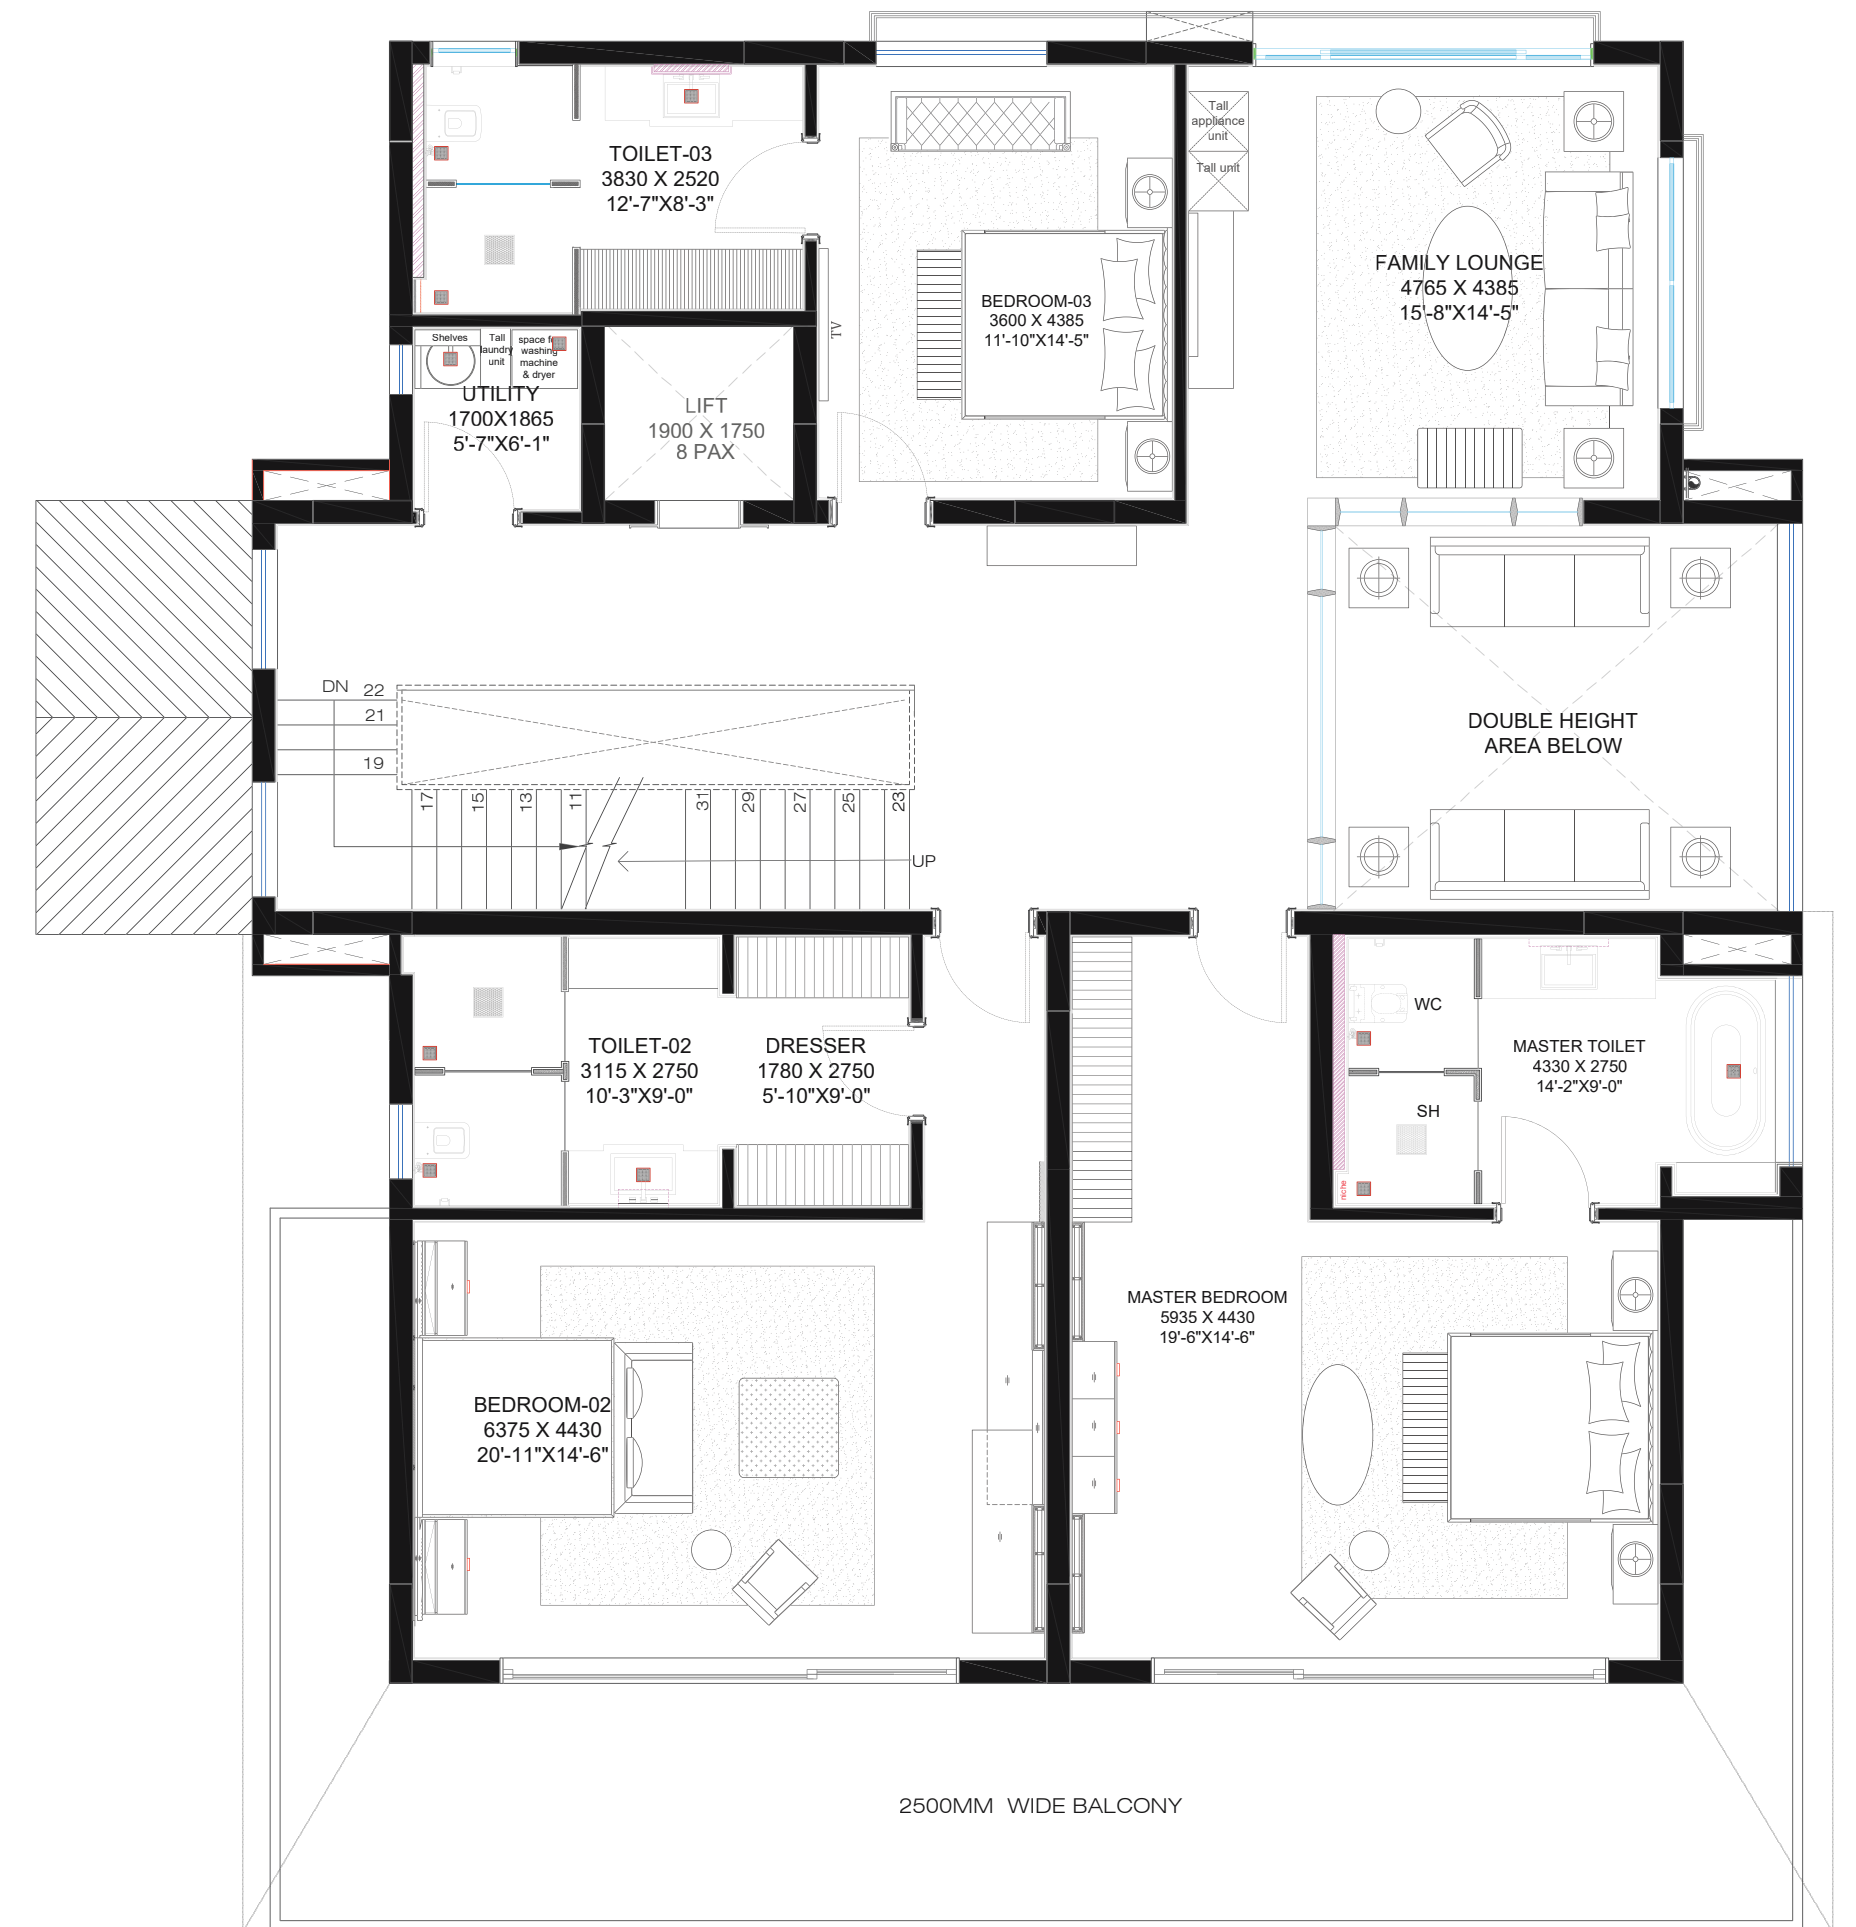 Tall
appliance
unit
Tall unit
TOILET-03
3830 X 2520
12'-7"X8'-3"
FAMILY LOUNGE
4765 X 4385
15'-8"X14'-5"
BEDROOM-03
3600 X 4385
11'-10"X14'-5"
TV
Shelves
Tall
laundry
unit
space for
washing
machine
& dryer
UTILITY
1700X1865
5'-7"X6'-1"
LIFT
1900 X 1750
8 PAX
DN
22
21
19
17
15
13
11
31
29
27
25
23
UP
DOUBLE HEIGHT
AREA BELOW
TOILET-02
3115 X 2750
10'-3"X9'-0"
DRESSER
1780 X 2750
5'-10"X9'-0"
WC
SH
niche
MASTER TOILET
4330 X 2750
14'-2"X9'-0"
MASTER BEDROOM
5935 X 4430
19'-6"X14'-6"
BEDROOM-02
6375 X 4430
20'-11"X14'-6"
2500MM WIDE BALCONY